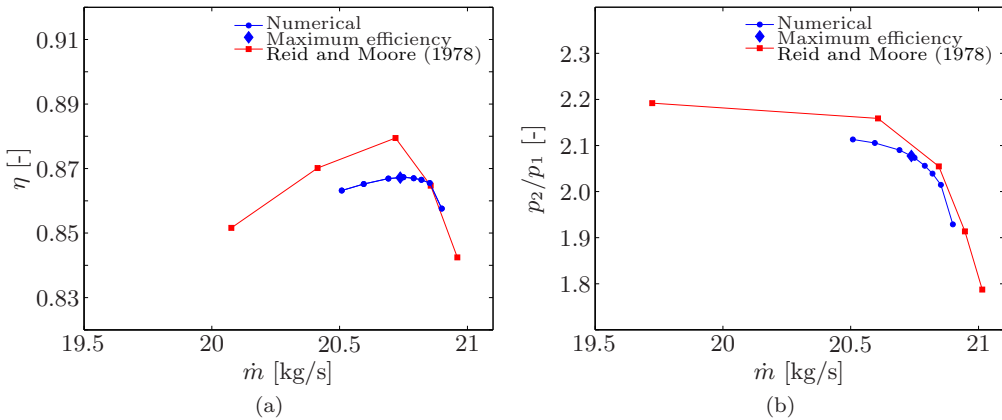 Numerical
Maximum efficiency
Reid and Moore (1978)
0.91
0.89
0.87
0.85
0.83
η [-]
19.5
20
20.5
21
ṁ [kg/s]
(a)
Numerical
Maximum efficiency
Reid and Moore (1978)
2.3
2.2
2.1
2.0
1.9
1.8
p₂/p₁ [-]
19.5
20
20.5
21
ṁ [kg/s]
(b)